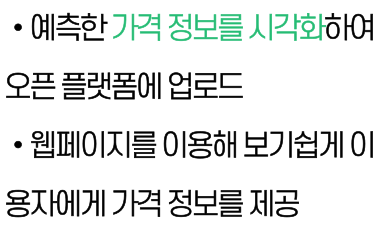 • 예측한 가격 정보를 시각화하여
오픈 플랫폼에 업로드
• 웹페이지를 이용해 보기쉽게 이
용자에게 가격 정보를 제공